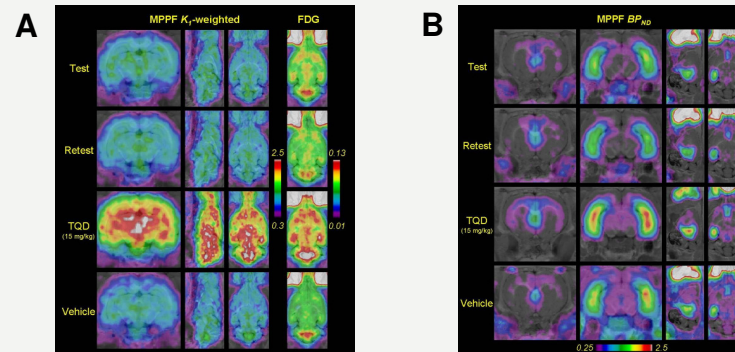 A
MPPF K1-weighted FDG
Test
Retest
2.5 0.13
0.3 0.01
TQD
(15 mg/kg)
Vehicle
B
MPPF BPND
Test
Retest
TQD
(15 mg/kg)
Vehicle
0.25 2.5